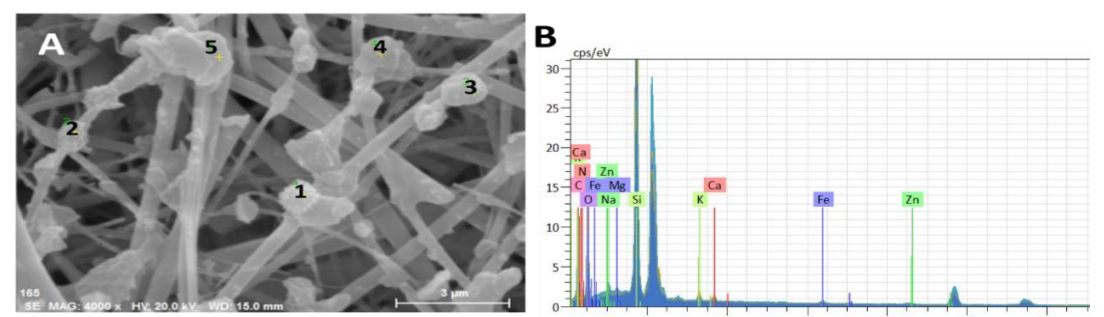 A
5
4
3
2
1
165
SE MAG: 4000 x HV: 20.0 kV WD: 15.0 mm
3 µm
B
cps/eV
30
25
20
15
10
5
0
Ca
N Zn
C Fe Mg
O Na Si K Ca Fe Zn